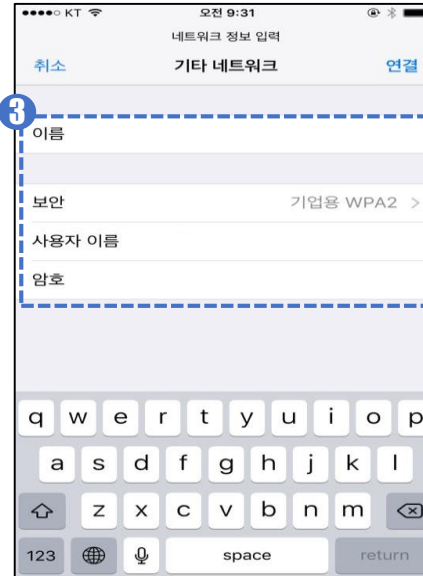 KT 오전 9:31
네트워크 정보 입력
취소 기타 네트워크 연결
3
이름
보안 기업용 WPA2 >
사용자 이름
암호
q w e r t y u i o p
a s d f g h j k l
z x c v b n m
123 space return